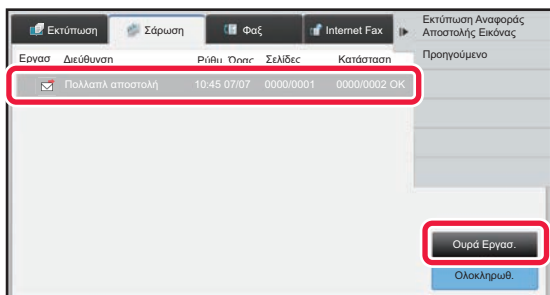 Εκτύπωση Σάρωση Φαξ Internet Fax
Εργασ Διεύθυνση Ρύθμ. Ώρας Σελίδες Κατάσταση
Πολλαπλ αποστολή 10:45 07/07 0000/0001 0000/0002 OK
Εκτύπωση Αναφοράς
Αποστολής Εικόνας
Προηγούμενο
Ουρά Εργασ.
Ολοκληρωθ.